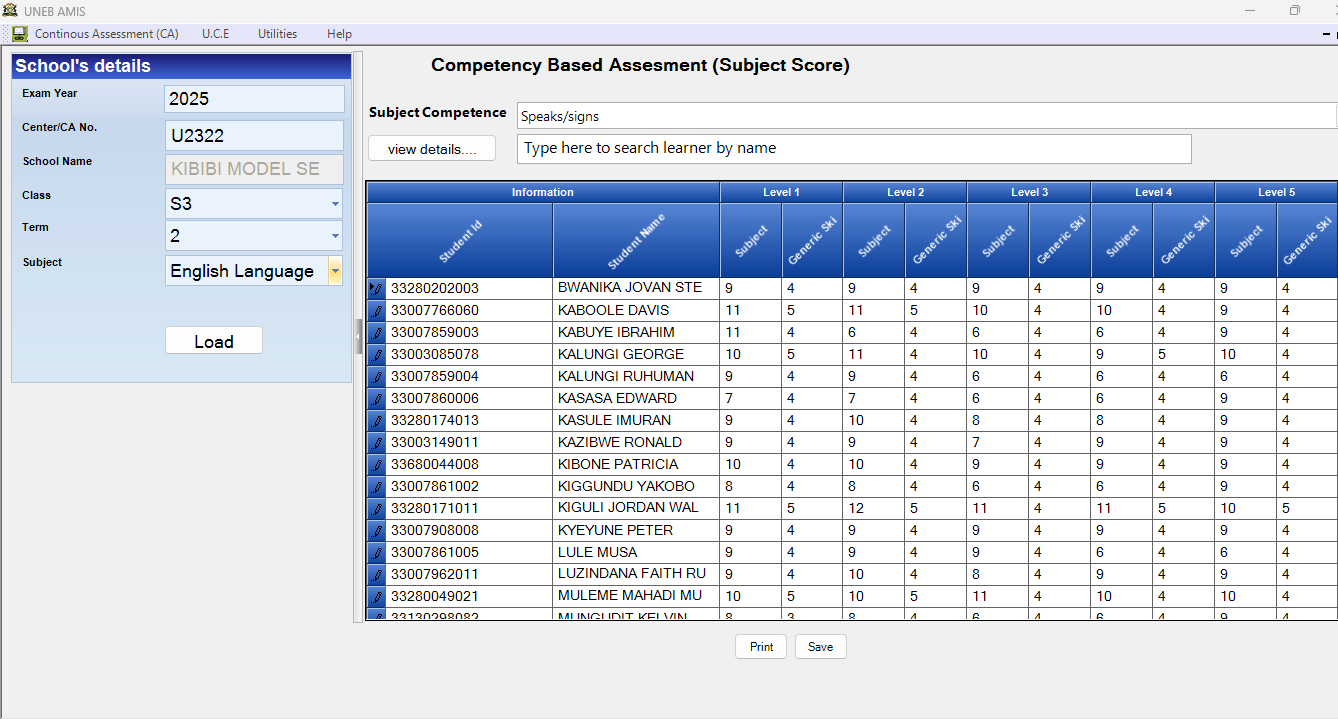 UNEB AMIS
Continous Assessment (CA) U.C.E Utilities Help
School's details
Exam Year 2025
Center/CA No. U2322
School Name KIBIBI MODEL SE
Class S3
Term 2
Subject English Language
Load
Competency Based Assesment (Subject Score)
Subject Competence Speaks/signs
view details.... Type here to search learner by name
Information Level 1 Level 2 Level 3 Level 4 Level 5
Student Id Student Name Subject Generic Ski Subject Generic Ski Subject Generic Ski Subject Generic Ski Subject Generic Ski
33280202003 BWANIKA JOVAN STE 9 4 9 4 9 4 9 4 9 4
33007766060 KABOOLE DAVIS 11 5 11 5 10 4 10 4 9 4
33007859003 KABUYE IBRAHIM 11 4 6 4 6 4 6 4 9 4
33003085078 KALUNGI GEORGE 10 5 11 4 10 4 9 5 10 4
33007859004 KALUNGI RUHUMAN 9 4 9 4 6 4 6 4 6 4
33007860006 KASASA EDWARD 7 4 7 4 6 4 6 4 9 4
33280174013 KASULE IMURAN 9 4 10 4 8 4 8 4 9 4
33003149011 KAZIBWE RONALD 9 4 9 4 7 4 9 4 9 4
33680044008 KIBONE PATRICIA 10 4 10 4 9 4 9 4 9 4
33007861002 KIGGUNDU YAKOBO 8 4 8 4 6 4 6 4 9 4
33280171011 KIGULI JORDAN WAL 11 5 12 5 11 4 11 5 10 5
33007908008 KYEYUNE PETER 9 4 9 4 9 4 9 4 9 4
33007861005 LULE MUSA 9 4 9 4 9 4 6 4 6 4
33007962011 LUZINDANA FAITH RU 9 4 10 4 8 4 9 4 9 4
33280049021 MULEME MAHADI MU 10 5 10 5 11 4 10 4 10 4
33130298082 MUNGUDIT KELVIN 8 3 8 4 6 4 6 4 9 4
Print Save